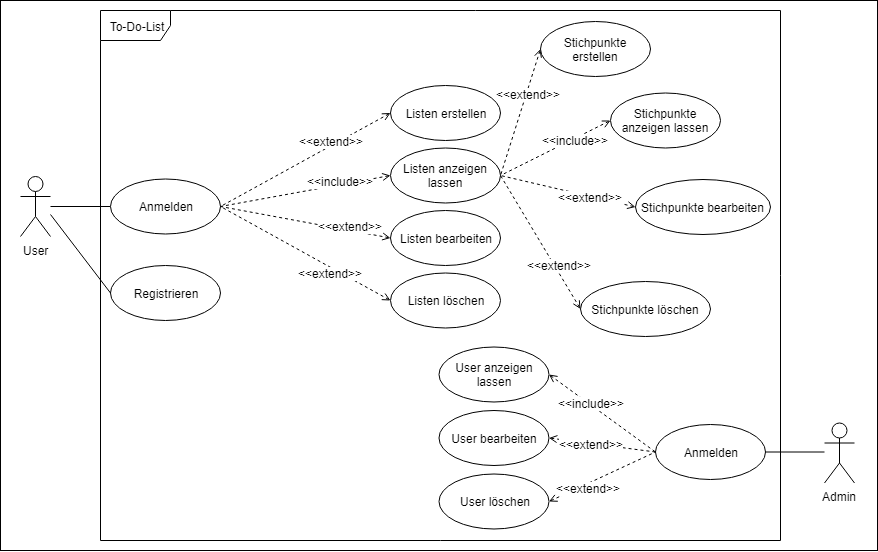 To-Do-List
Stichpunkte
erstellen
<<extend>>
Listen erstellen
Stichpunkte
anzeigen lassen
<<extend>>
<<include>>
Listen anzeigen
lassen
<<include>>
<<extend>>
Anmelden
Stichpunkte bearbeiten
<<extend>>
Listen bearbeiten
User
<<extend>>
<<extend>>
Registrieren
Listen löschen
Stichpunkte löschen
User anzeigen
lassen
<<include>>
User bearbeiten
<<extend>>
Anmelden
<<extend>>
User löschen
Admin